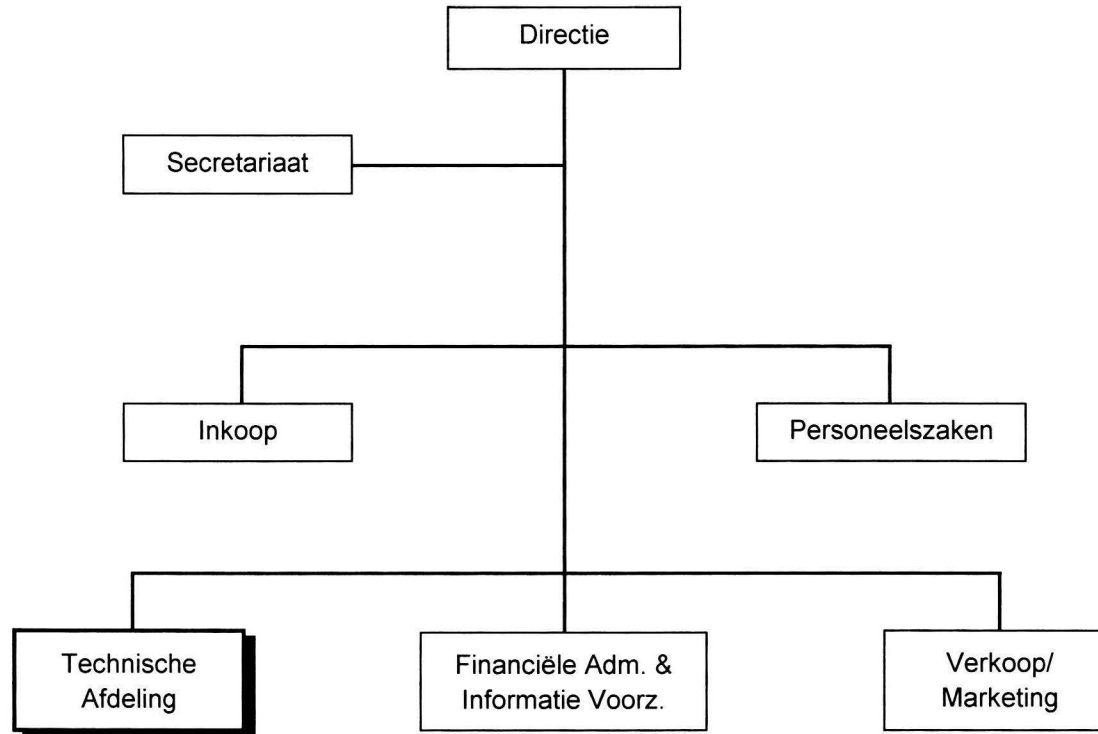 Directie
Secretariaat
Inkoop
Personeelszaken
Technische
Afdeling
Financiële Adm. &
Informatie Voorz.
Verkoop/
Marketing